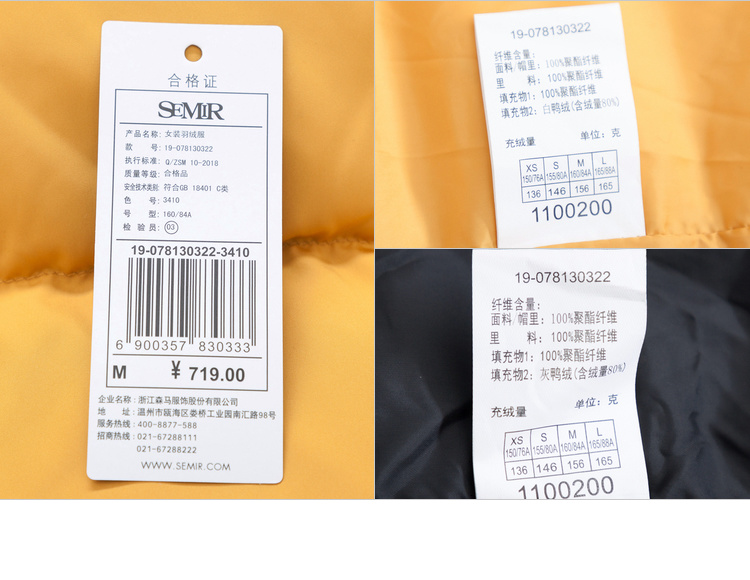 合格证
SEMIR
产品名称: 女装羽绒服
款 号: 19-078130322
执行标准: Q/ZSM 10-2018
质量等级: 合格品
安全技术类别: 符合GB 18401 C类
色 号: 3410
号 型: 160/84A
检 验 员: 03
19-078130322-3410
6 900357 830333
M ¥ 719.00
企业名称: 浙江森马服饰股份有限公司
地 址: 温州市瓯海区娄桥工业园南汇路98号
服务热线: 400-8877-588
招商热线: 021-67288111
021-67288222
WWW.SEMIR.COM
19-078130322
纤维含量:
面料/帽里: 100%聚酯纤维
里 料: 100%聚酯纤维
填充物1: 100%聚酯纤维
填充物2: 白鸭绒(含绒量80%)
充绒量 单位: 克
XS S M L
150/76A 155/80A 160/84A 165/88A
136 146 156 165
1100200
19-078130322
纤维含量:
面料/帽里: 100%聚酯纤维
里 料: 100%聚酯纤维
填充物1: 100%聚酯纤维
填充物2: 灰鸭绒(含绒量80%)
充绒量 单位: 克
XS S M L
150/76A 155/80A 160/84A 165/88A
136 146 156 165
1100200